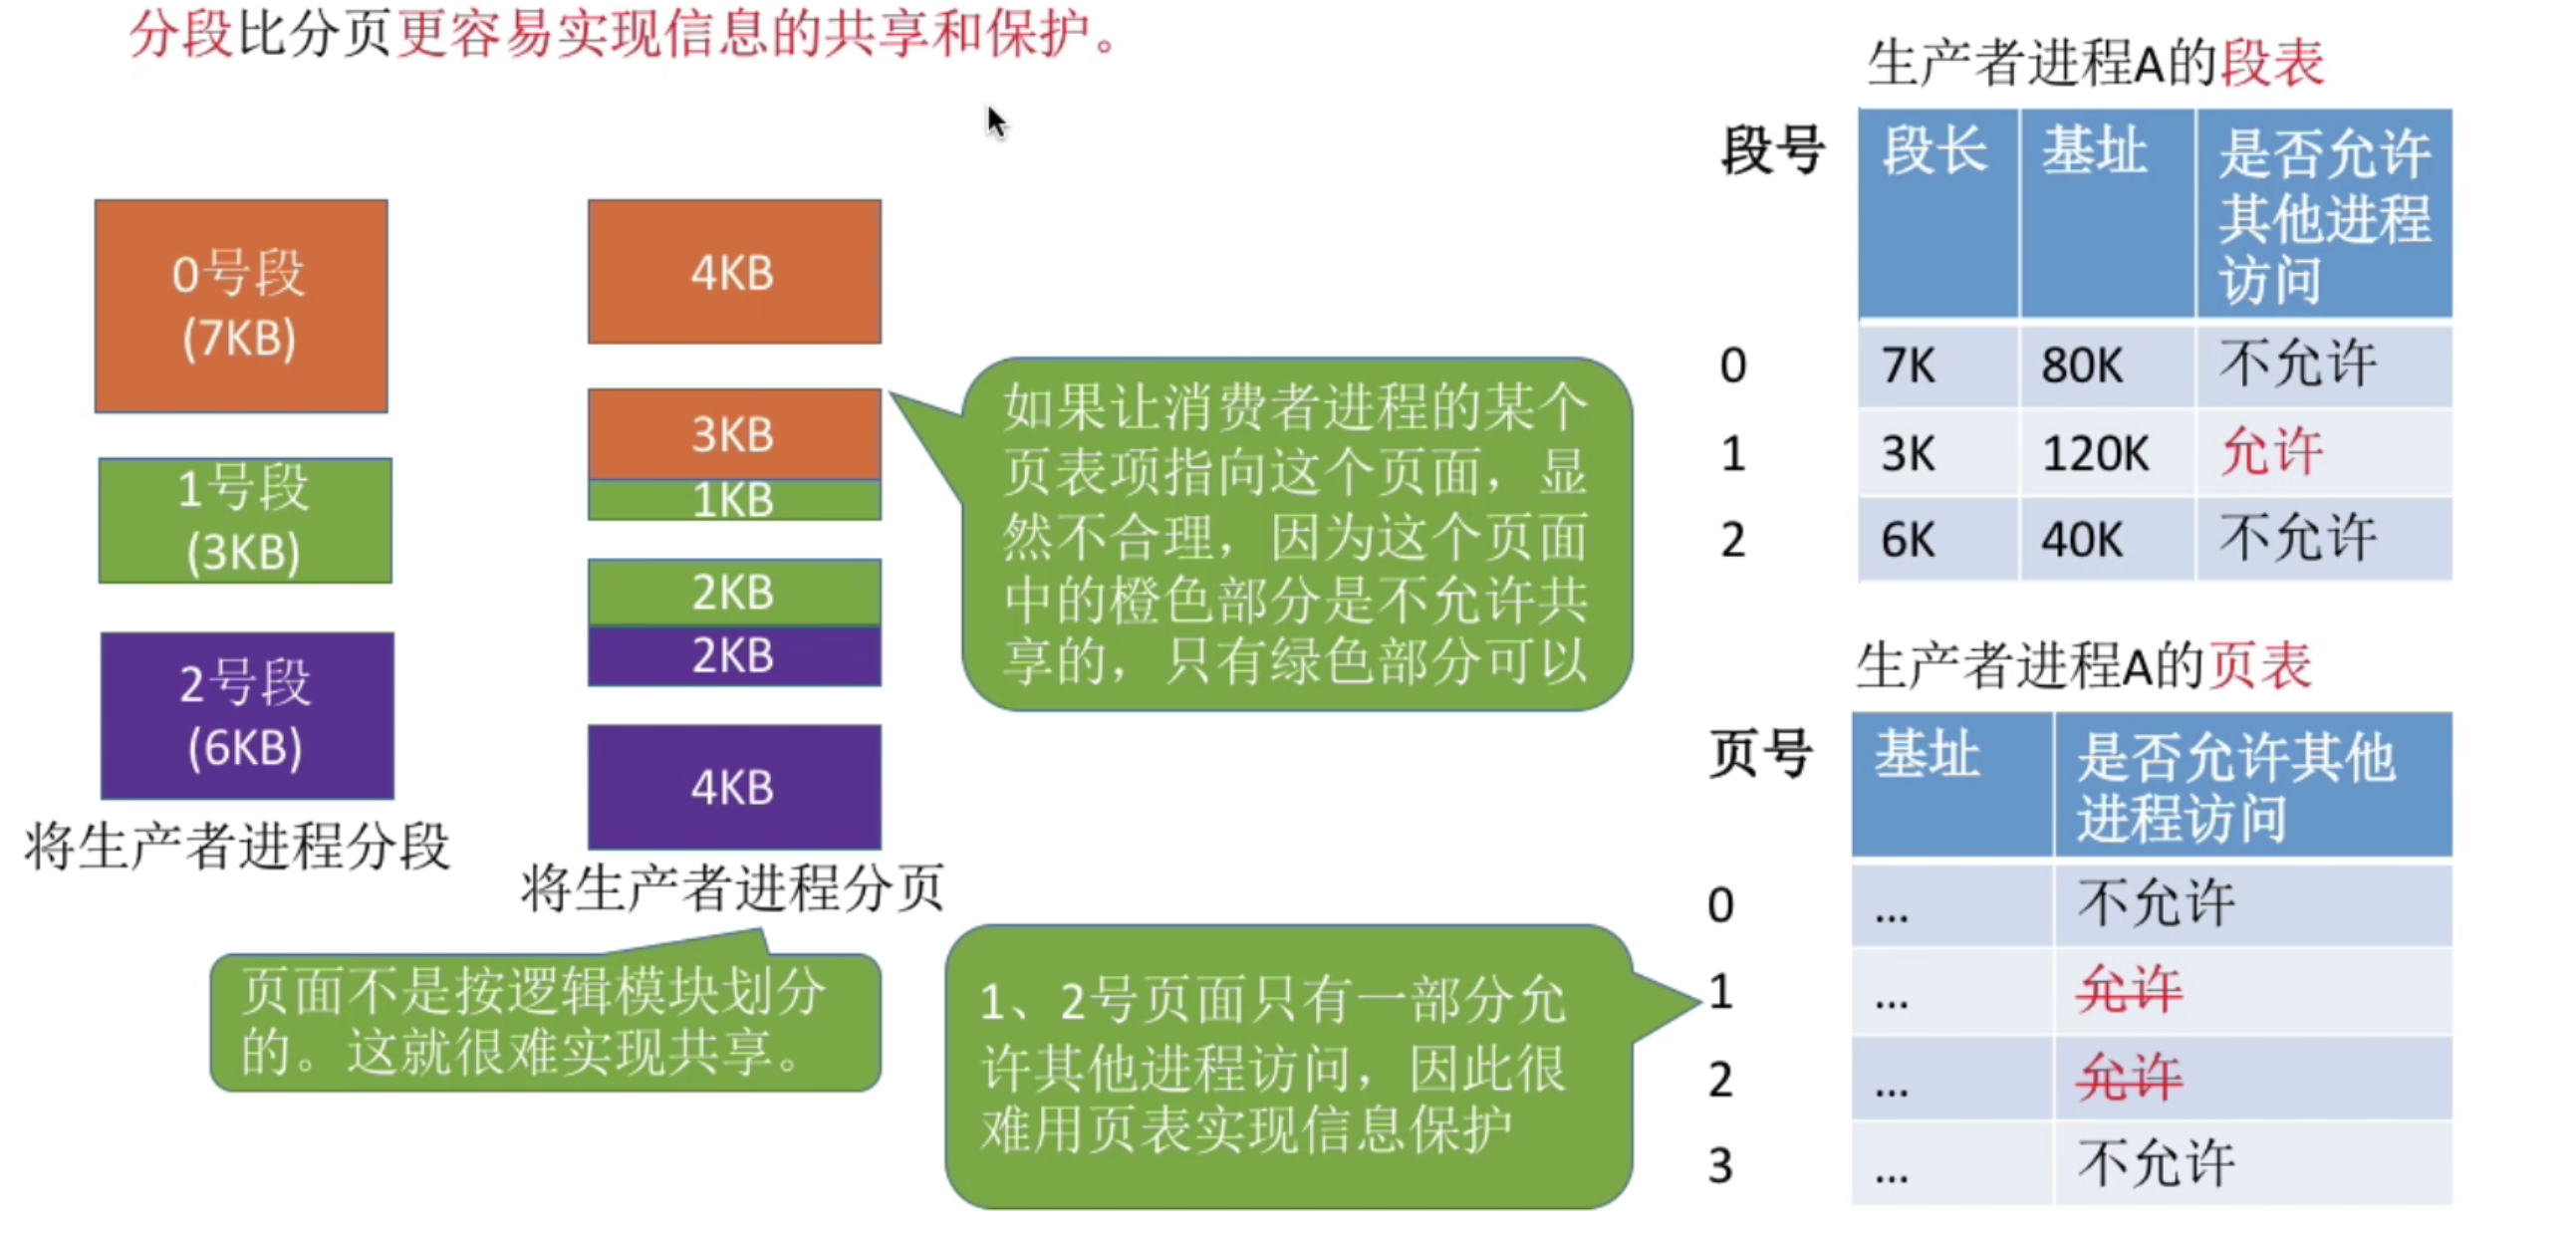 分段比分页更容易实现信息的共享和保护。
0号段
(7KB)
1号段
(3KB)
2号段
(6KB)
将生产者进程分段
4KB
3KB
1KB
2KB
2KB
4KB
将生产者进程分页
页面不是按逻辑模块划分
的。这就很难实现共享。
如果让消费者进程的某个
页表项指向这个页面，显
然不合理，因为这个页面
中的橙色部分是不允许共
享的，只有绿色部分可以
1、2号页面只有一部分允
许其他进程访问，因此很
难用页表实现信息保护
生产者进程A的段表
段号 段长 基址 是否允许
其他进程
访问
0 7K 80K 不允许
1 3K 120K 允许
2 6K 40K 不允许
生产者进程A的页表
页号 基址 是否允许其他
进程访问
0 ... 不允许
1 ... 允许
2 ... 允许
3 ... 不允许